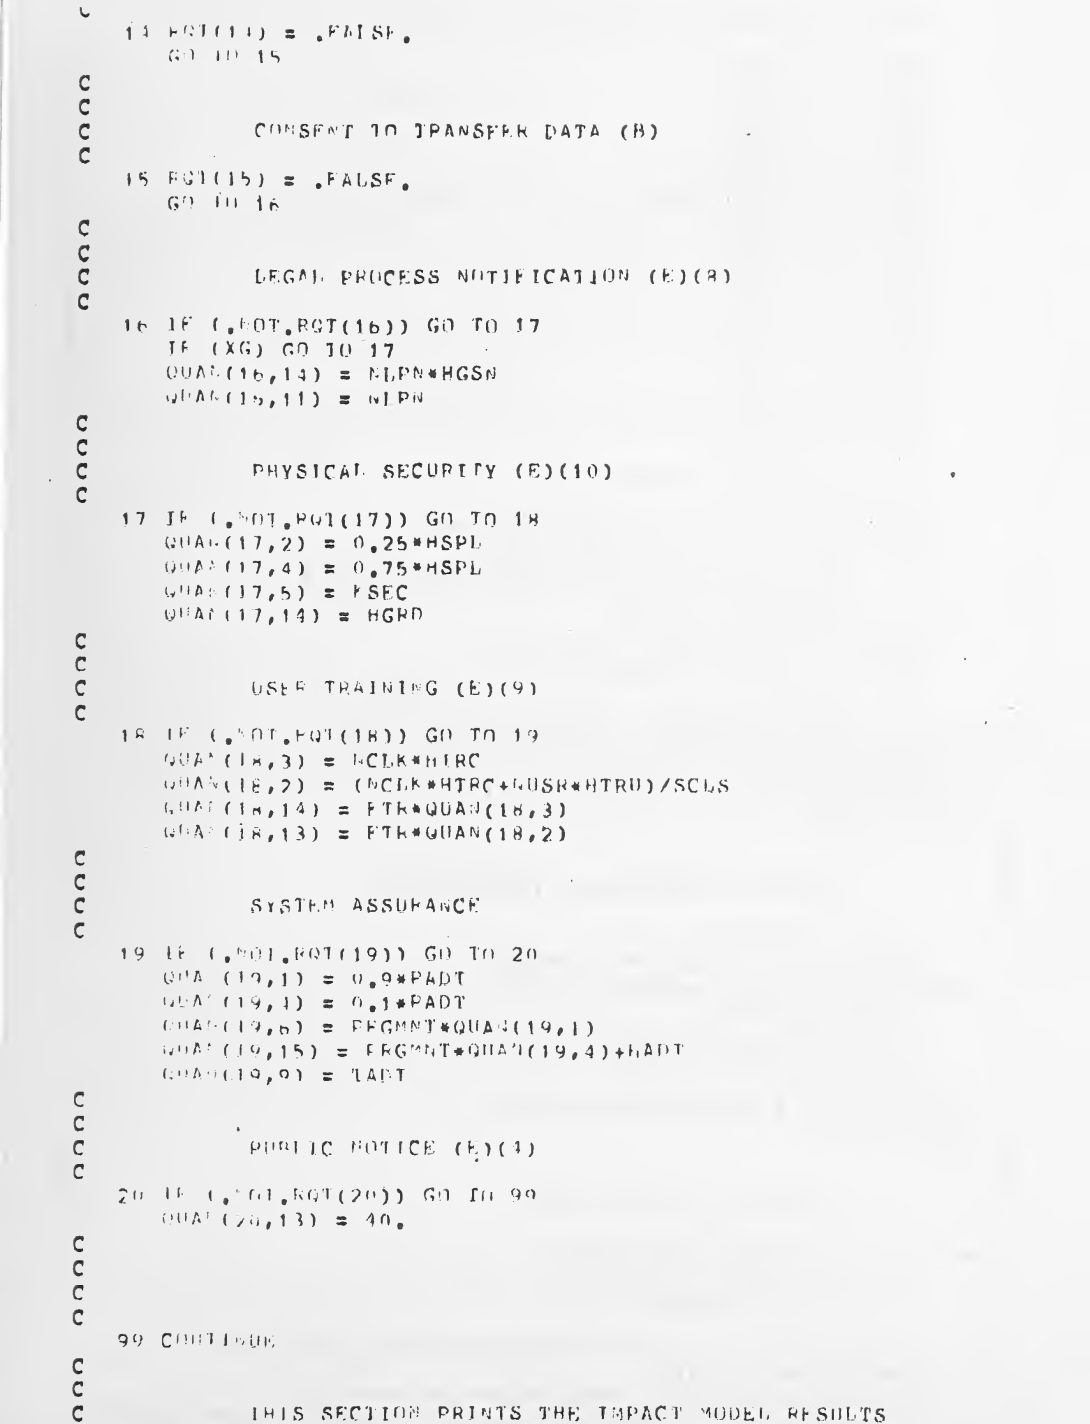 C
14 RQT(14) = .FALSE.
GO TO 15
C
C
C CONSENT TO TRANSFER DATA (B)
C
15 RQT(15) = .FALSE.
GO TO 16
C
C
C LEGAL PROCESS NOTIFICATION (E)(8)
C
16 IF (.NOT.RQT(16)) GO TO 17
IF (XG) GO TO 17
QUAN(16,14) = NLPN*HGSN
QUAN(16,11) = NLPN
C
C
C PHYSICAL SECURITY (E)(10)
C
17 IF (.NOT.RQT(17)) GO TO 18
QUAN(17,2) = 0.25*HSPL
QUAN(17,4) = 0.75*HSPL
QUAN(17,5) = KSEC
QUAN(17,14) = HGRD
C
C
C USER TRAINING (E)(9)
C
18 IF (.NOT.RQT(18)) GO TO 19
QUAN(18,3) = NCLK*HTRC
QUAN(18,2) = (NCLK*HTRC+NUSR*HTRU)/SCLS
QUAN(18,14) = FTR*QUAN(18,3)
QUAN(18,13) = FTR*QUAN(18,2)
C
C
C SYSTEM ASSURANCE
C
19 IF (.NOT.RQT(19)) GO TO 20
QUAN(19,1) = 0.9*PADT
QUAN(19,4) = 0.1*PADT
QUAN(19,6) = PRGMNT*QUAN(19,1)
QUAN(19,15) = PRGMNT*QUAN(19,4)+HADT
QUAN(19,9) =
C
C
C PUBLIC NOTICE (E)(4)
C
20 IF (.NOT.RQT(20)) GO TO 99
QUAN(20,13) = 40.
C
C
C
C
99 CONTINUE
C
C
C THIS SECTION PRINTS THE IMPACT MODEL RESULTS